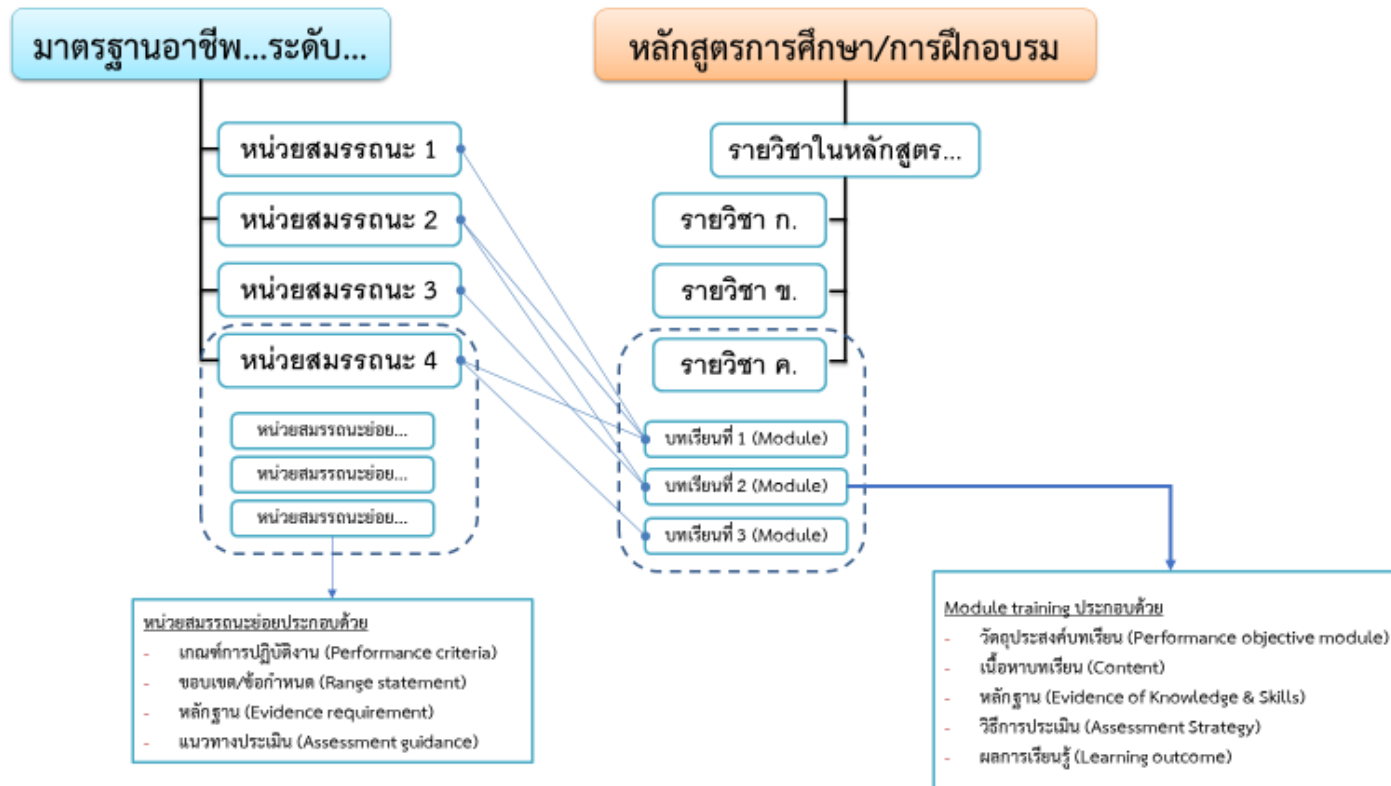 มาตรฐานอาชีพ...ระดับ...
หน่วยสมรรถนะ 1
หน่วยสมรรถนะ 2
หน่วยสมรรถนะ 3
หน่วยสมรรถนะ 4
หน่วยสมรรถนะย่อย...
หน่วยสมรรถนะย่อย...
หน่วยสมรรถนะย่อย...
หน่วยสมรรถนะย่อยประกอบด้วย
- เกณฑ์การปฏิบัติงาน (Performance criteria)
- ขอบเขต/ข้อกำหนด (Range statement)
- หลักฐาน (Evidence requirement)
- แนวทางประเมิน (Assessment guidance)
หลักสูตรการศึกษา/การฝึกอบรม
รายวิชาในหลักสูตร...
รายวิชา ก.
รายวิชา ข.
รายวิชา ค.
บทเรียนที่ 1 (Module)
บทเรียนที่ 2 (Module)
บทเรียนที่ 3 (Module)
Module training ประกอบด้วย
- วัตถุประสงค์บทเรียน (Performance objective module)
- เนื้อหาบทเรียน (Content)
- หลักฐาน (Evidence of Knowledge & Skills)
- วิธีการประเมิน (Assessment Strategy)
- ผลการเรียนรู้ (Learning outcome)